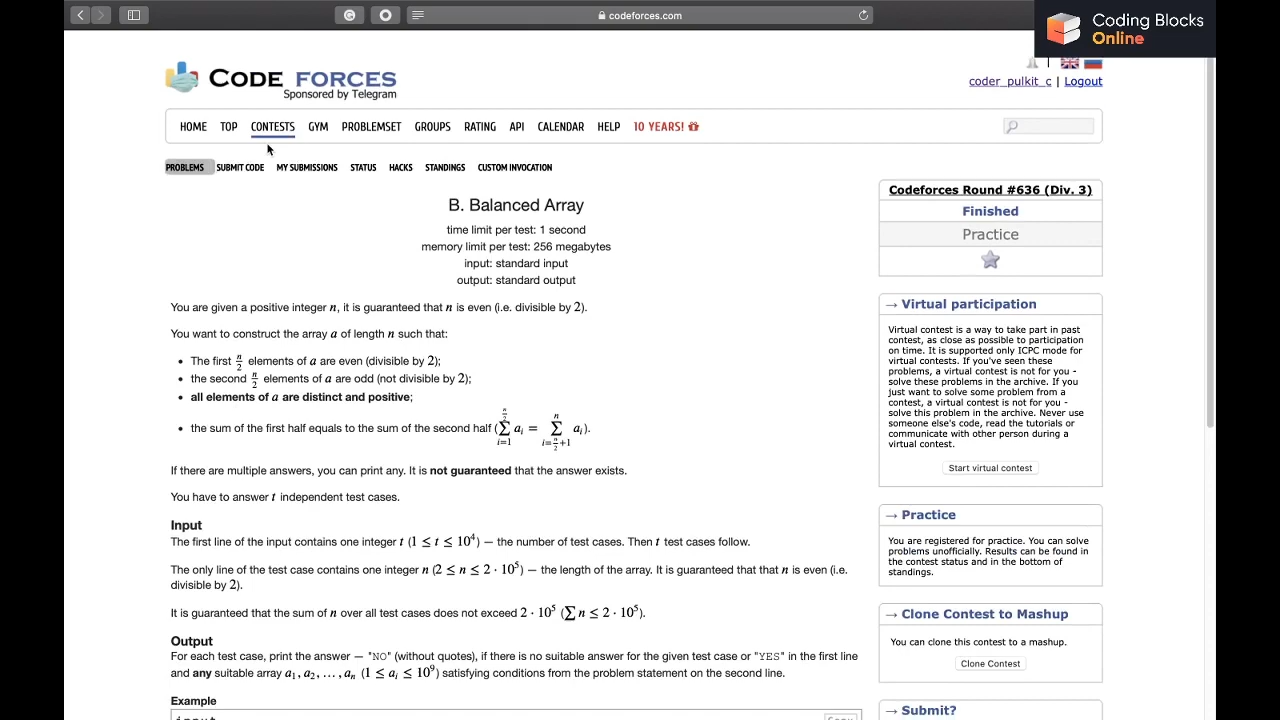 codeforces.com
Coding Blocks
Online
CODE FORCES
Sponsored by Telegram
coder_pulkit_c | Logout
HOME TOP CONTESTS GYM PROBLEMSET GROUPS RATING API CALENDAR HELP 10 YEARS!
PROBLEMS SUBMIT CODE MY SUBMISSIONS STATUS HACKS STANDINGS CUSTOM INVOCATION
B. Balanced Array
time limit per test: 1 second
memory limit per test: 256 megabytes
input: standard input
output: standard output
You are given a positive integer n, it is guaranteed that n is even (i.e. divisible by 2).
You want to construct the array a of length n such that:
• The first n/2 elements of a are even (divisible by 2);
• the second n/2 elements of a are odd (not divisible by 2);
• all elements of a are distinct and positive;
• the sum of the first half equals to the sum of the second half (∑_{i=1}^{n/2} a_i = ∑_{i=n/2+1}^{n} a_i).
If there are multiple answers, you can print any. It is not guaranteed that the answer exists.
You have to answer t independent test cases.
Input
The first line of the input contains one integer t (1 ≤ t ≤ 10^4) — the number of test cases. Then t test cases follow.
The only line of the test case contains one integer n (2 ≤ n ≤ 2 · 10^5) — the length of the array. It is guaranteed that that n is even (i.e.
divisible by 2).
It is guaranteed that the sum of n over all test cases does not exceed 2 · 10^5 (∑ n ≤ 2 · 10^5).
Output
For each test case, print the answer — "NO" (without quotes), if there is no suitable answer for the given test case or "YES" in the first line
and any suitable array a_1, a_2, …, a_n (1 ≤ a_i ≤ 10^9) satisfying conditions from the problem statement on the second line.
Example
Codeforces Round #636 (Div. 3)
Finished
Practice
→ Virtual participation
Virtual contest is a way to take part in past
contest, as close as possible to participation
on time. It is supported only ICPC mode for
virtual contests. If you've seen these
problems, a virtual contest is not for you -
solve these problems in the archive. If you
just want to solve some problem from a
contest, a virtual contest is not for you -
solve this problem in the archive. Never use
someone else's code, read the tutorials or
communicate with other person during a
virtual contest.
Start virtual contest
→ Practice
You are registered for practice. You can solve
problems unofficially. Results can be found in
the contest status and in the bottom of
standings.
→ Clone Contest to Mashup
You can clone this contest to a mashup.
Clone Contest
→ Submit?